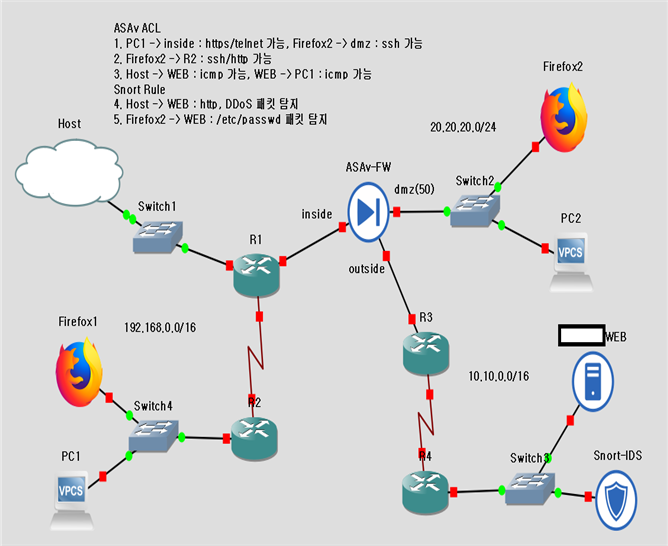 ASAv ACL
1. PC1 -> inside : https/telnet 가능, Firefox2 -> dmz : ssh 가능
2. Firefox2 -> R2 : ssh/http 가능
3. Host -> WEB : icmp 가능, WEB -> PC1 : icmp 가능
Snort Rule
4. Host -> WEB : http, DDoS 패킷 탐지
5. Firefox2 -> WEB : /etc/passwd 패킷 탐지
Firefox2
Host
20.20.20.0/24
ASAv-FW
Switch2
dmz(50)
Switch1
inside
PC2
R1
VPCS
outside
R3
Firefox1
192.168.0.0/16
WEB
10.10.0.0/16
R2
Switch4
PC1
R4
Switch3
Snort-IDS
VPCS